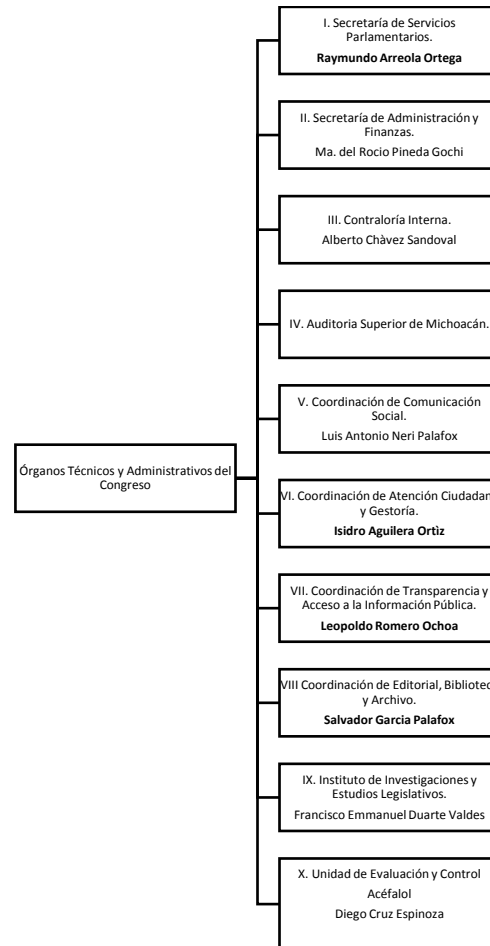 I. Secretaría de Servicios
Parlamentarios.
Raymundo Arreola Ortega
II. Secretaría de Administración y
Finanzas.
Ma. del Rocio Pineda Gochi
III. Contraloría Interna.
Alberto Chàvez Sandoval
IV. Auditoria Superior de Michoacán.
V. Coordinación de Comunicación
Social.
Luis Antonio Neri Palafox
Órganos Técnicos y Administrativos del
Congreso
VI. Coordinación de Atención Ciudadan
y Gestoría.
Isidro Aguilera Ortìz
VII. Coordinación de Transparencia y
Acceso a la Información Pública.
Leopoldo Romero Ochoa
VIII Coordinación de Editorial, Bibliotec
y Archivo.
Salvador Garcia Palafox
IX. Instituto de Investigaciones y
Estudios Legislativos.
Francisco Emmanuel Duarte Valdes
X. Unidad de Evaluación y Control
Acéfalol
Diego Cruz Espinoza